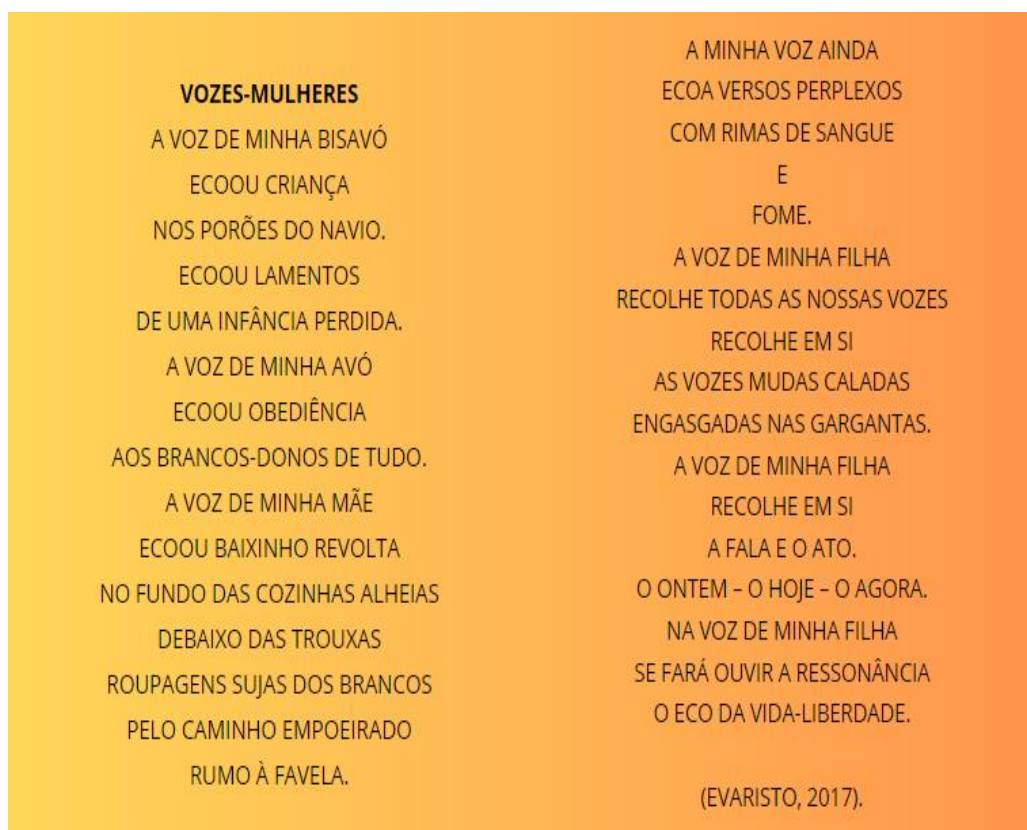 VOZES-MULHERES
A VOZ DE MINHA BISAVÓ
ECOOU CRIANÇA
NOS PORÕES DO NAVIO.
ECOOU LAMENTOS
DE UMA INFÂNCIA PERDIDA.
A VOZ DE MINHA AVÓ
ECOOU OBEDIÊNCIA
AOS BRANCOS-DONOS DE TUDO.
A VOZ DE MINHA MÃE
ECOOU BAIXINHO REVOLTA
NO FUNDO DAS COZINHAS ALHEIAS
DEBAIXO DAS TROUXAS
ROUPAGENS SUJAS DOS BRANCOS
PELO CAMINHO EMPOEIRADO
RUMO À FAVELA.
A MINHA VOZ AINDA
ECOA VERSOS PERPLEXOS
COM RIMAS DE SANGUE
E
FOME.
A VOZ DE MINHA FILHA
RECOLHE TODAS AS NOSSAS VOZES
RECOLHE EM SI
AS VOZES MUDAS CALADAS
ENGASGADAS NAS GARGANTAS.
A VOZ DE MINHA FILHA
RECOLHE EM SI
A FALA E O ATO.
O ONTEM – O HOJE – O AGORA.
NA VOZ DE MINHA FILHA
SE FARÁ OUVIR A RESSONÂNCIA
O ECO DA VIDA-LIBERDADE.
(EVARISTO, 2017).